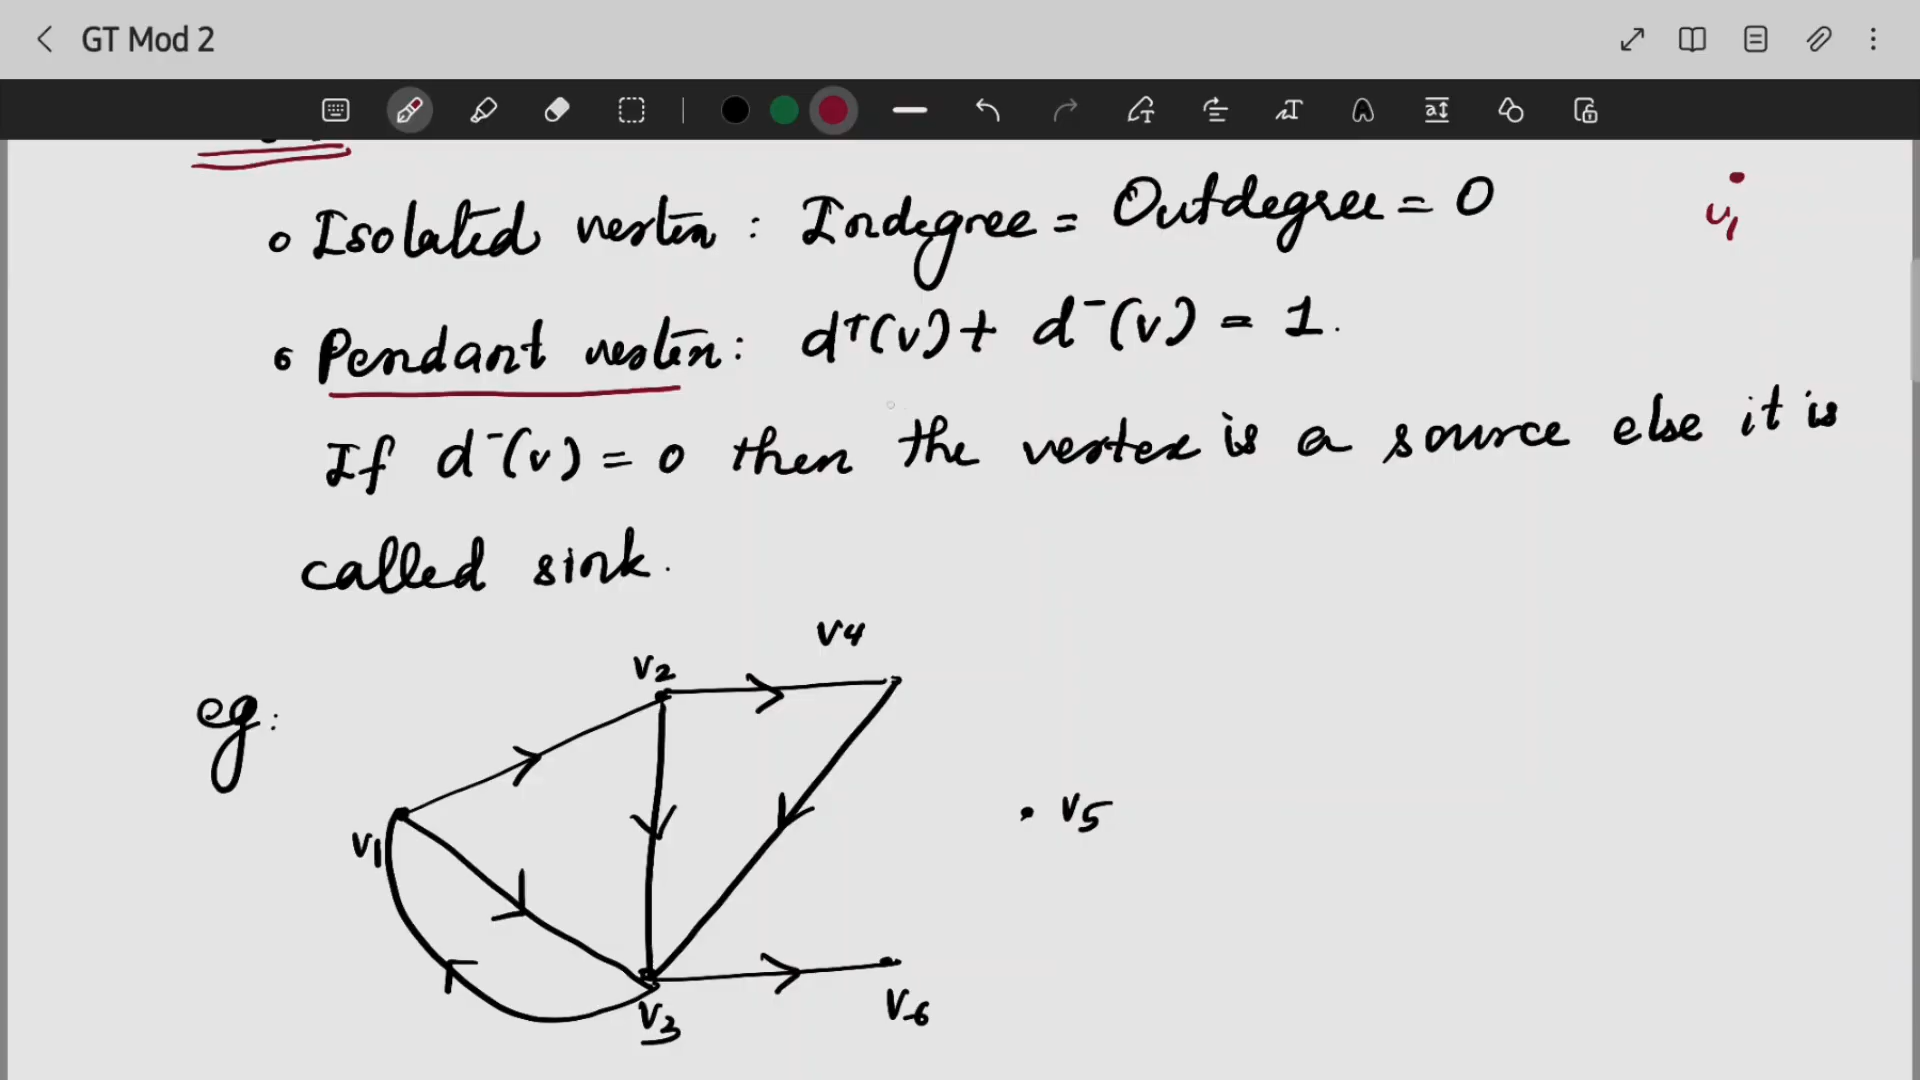 GT Mod 2
Isolated vertex : Indegree = Outdegree = 0
v1
Pendant vertex : d+(v) + d-(v) = 1.
If d-(v) = 0 then the vertex is a source else it is
called sink.
eg:
v4
v2
v1
v5
v3
v6